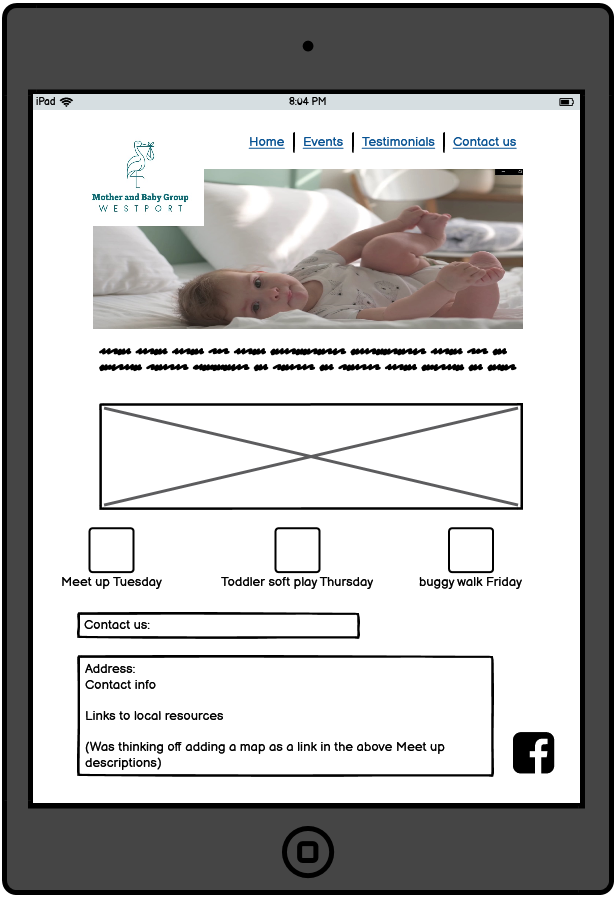 iPad 8:04 PM
Home Events Testimonials Contact us
Mother and Baby Group
WESTPORT
Meet up Tuesday Toddler soft play Thursday buggy walk Friday
Contact us:
Address:
Contact info
Links to local resources
(Was thinking off adding a map as a link in the above Meet up
descriptions)